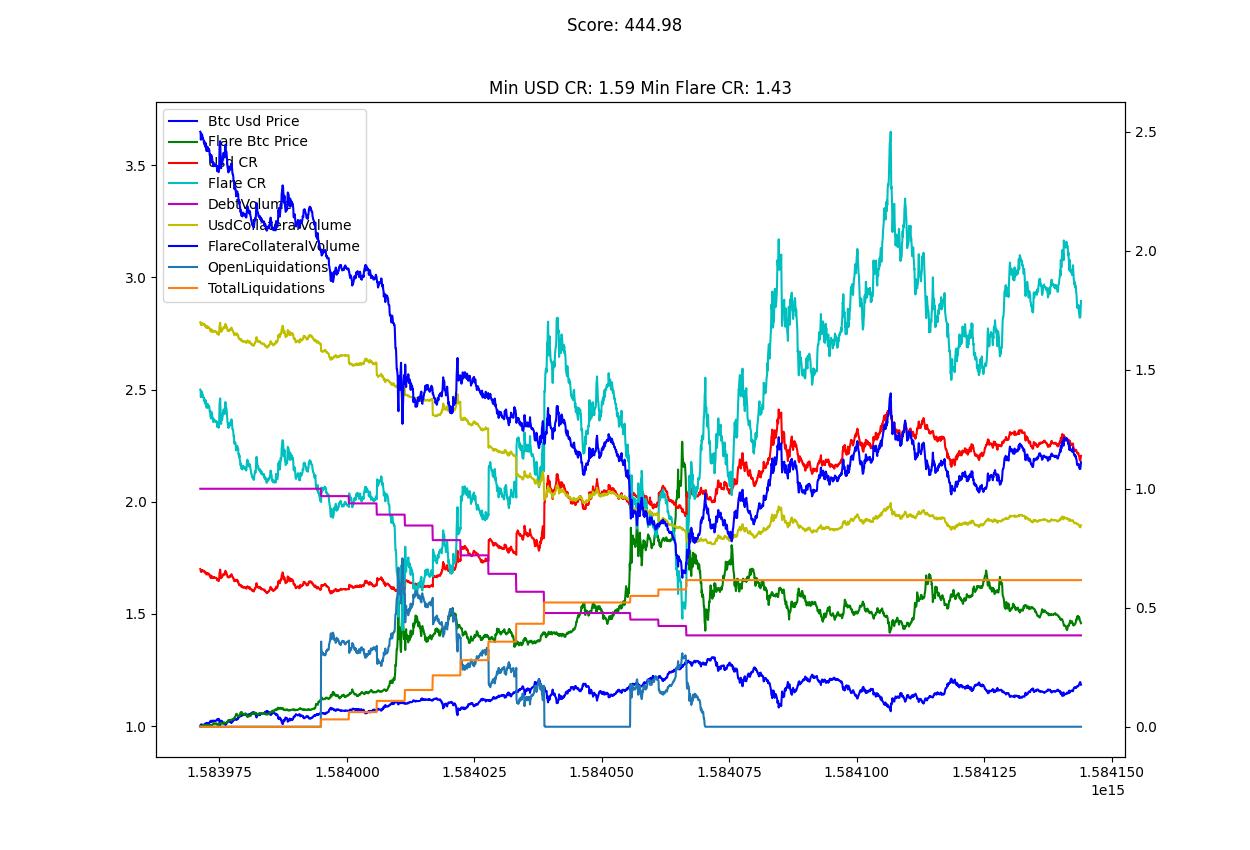 Score: 444.98
Min USD CR: 1.59 Min Flare CR: 1.43
Btc Usd Price
Flare Btc Price
Usd CR
Flare CR
DebtVolume
UsdCollateralVolume
FlareCollateralVolume
OpenLiquidations
TotalLiquidations
3.5
3.0
2.5
2.0
1.5
1.0
2.5
2.0
1.5
1.0
0.5
0.0
1.583975
1.584000
1.584025
1.584050
1.584075
1.584100
1.584125
1.584150
1e15